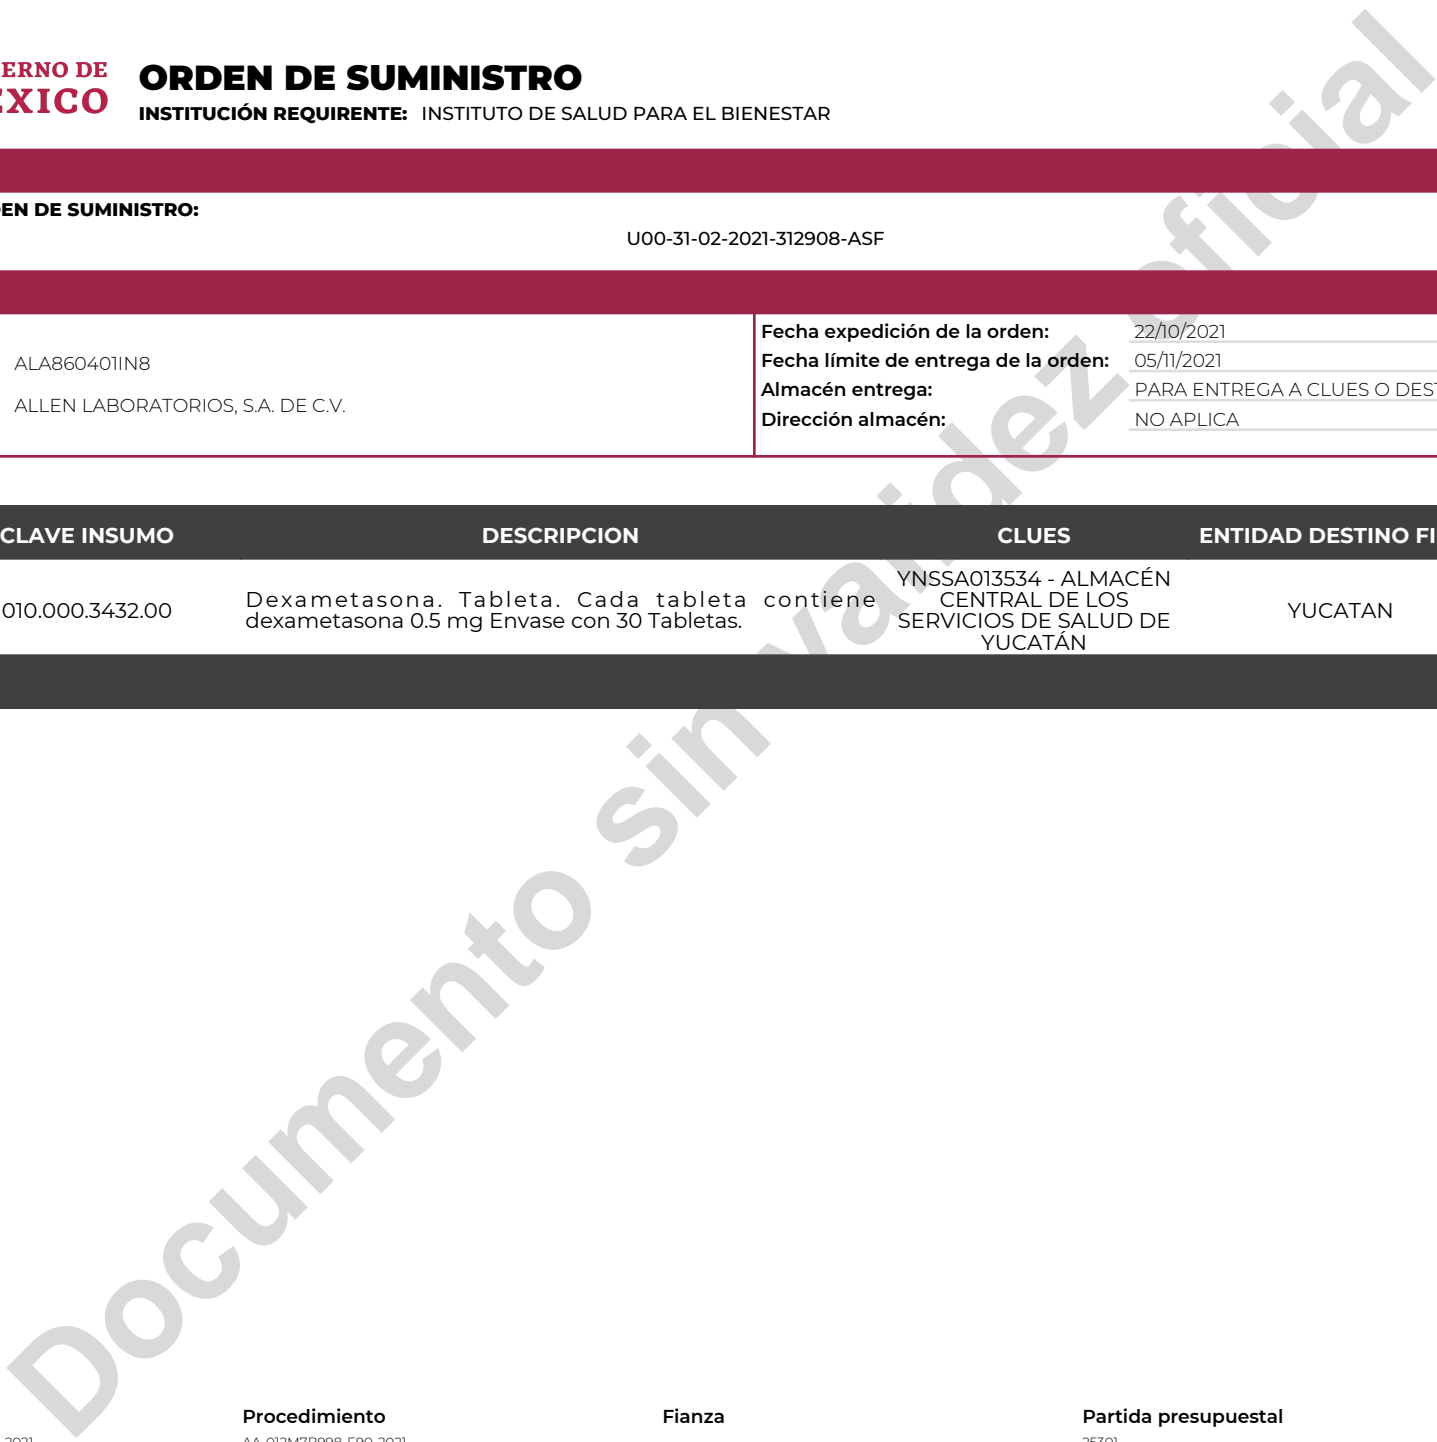 ERNO DE
ORDEN DE SUMINISTRO
EXICO
INSTITUCIÓN REQUIRENTE: INSTITUTO DE SALUD PARA EL BIENESTAR
EN DE SUMINISTRO:
U00-31-02-2021-312908-ASF
Fecha expedición de la orden: 22/10/2021
ALA860401IN8
Fecha límite de entrega de la orden: 05/11/2021
Almacén entrega: PARA ENTREGA A CLUES O DEST
ALLEN LABORATORIOS, S.A. DE C.V.
Dirección almacén: NO APLICA
CLAVE INSUMO DESCRIPCION CLUES ENTIDAD DESTINO FI
010.000.3432.00
Dexametasona. Tableta. Cada tableta contiene
dexametasona 0.5 mg Envase con 30 Tabletas.
YNSSA013534 - ALMACÉN
CENTRAL DE LOS
SERVICIOS DE SALUD DE
YUCATÁN
YUCATAN
Documento sin validez oficial
Procedimiento Fianza Partida presupuestal